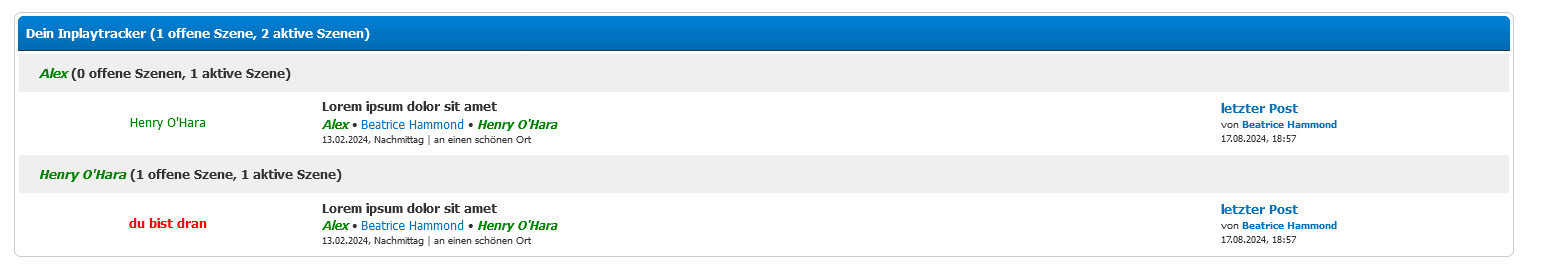 Dein Inplaytracker (1 offene Szene, 2 aktive Szenen)
Alex (0 offene Szenen, 1 aktive Szene)
Henry O'Hara
Lorem ipsum dolor sit amet
Alex • Beatrice Hammond • Henry O'Hara
13.02.2024, Nachmittag | an einen schönen Ort
letzter Post
von Beatrice Hammond
17.08.2024, 18:57
Henry O'Hara (1 offene Szene, 1 aktive Szene)
du bist dran
Lorem ipsum dolor sit amet
Alex • Beatrice Hammond • Henry O'Hara
13.02.2024, Nachmittag | an einen schönen Ort
letzter Post
von Beatrice Hammond
17.08.2024, 18:57